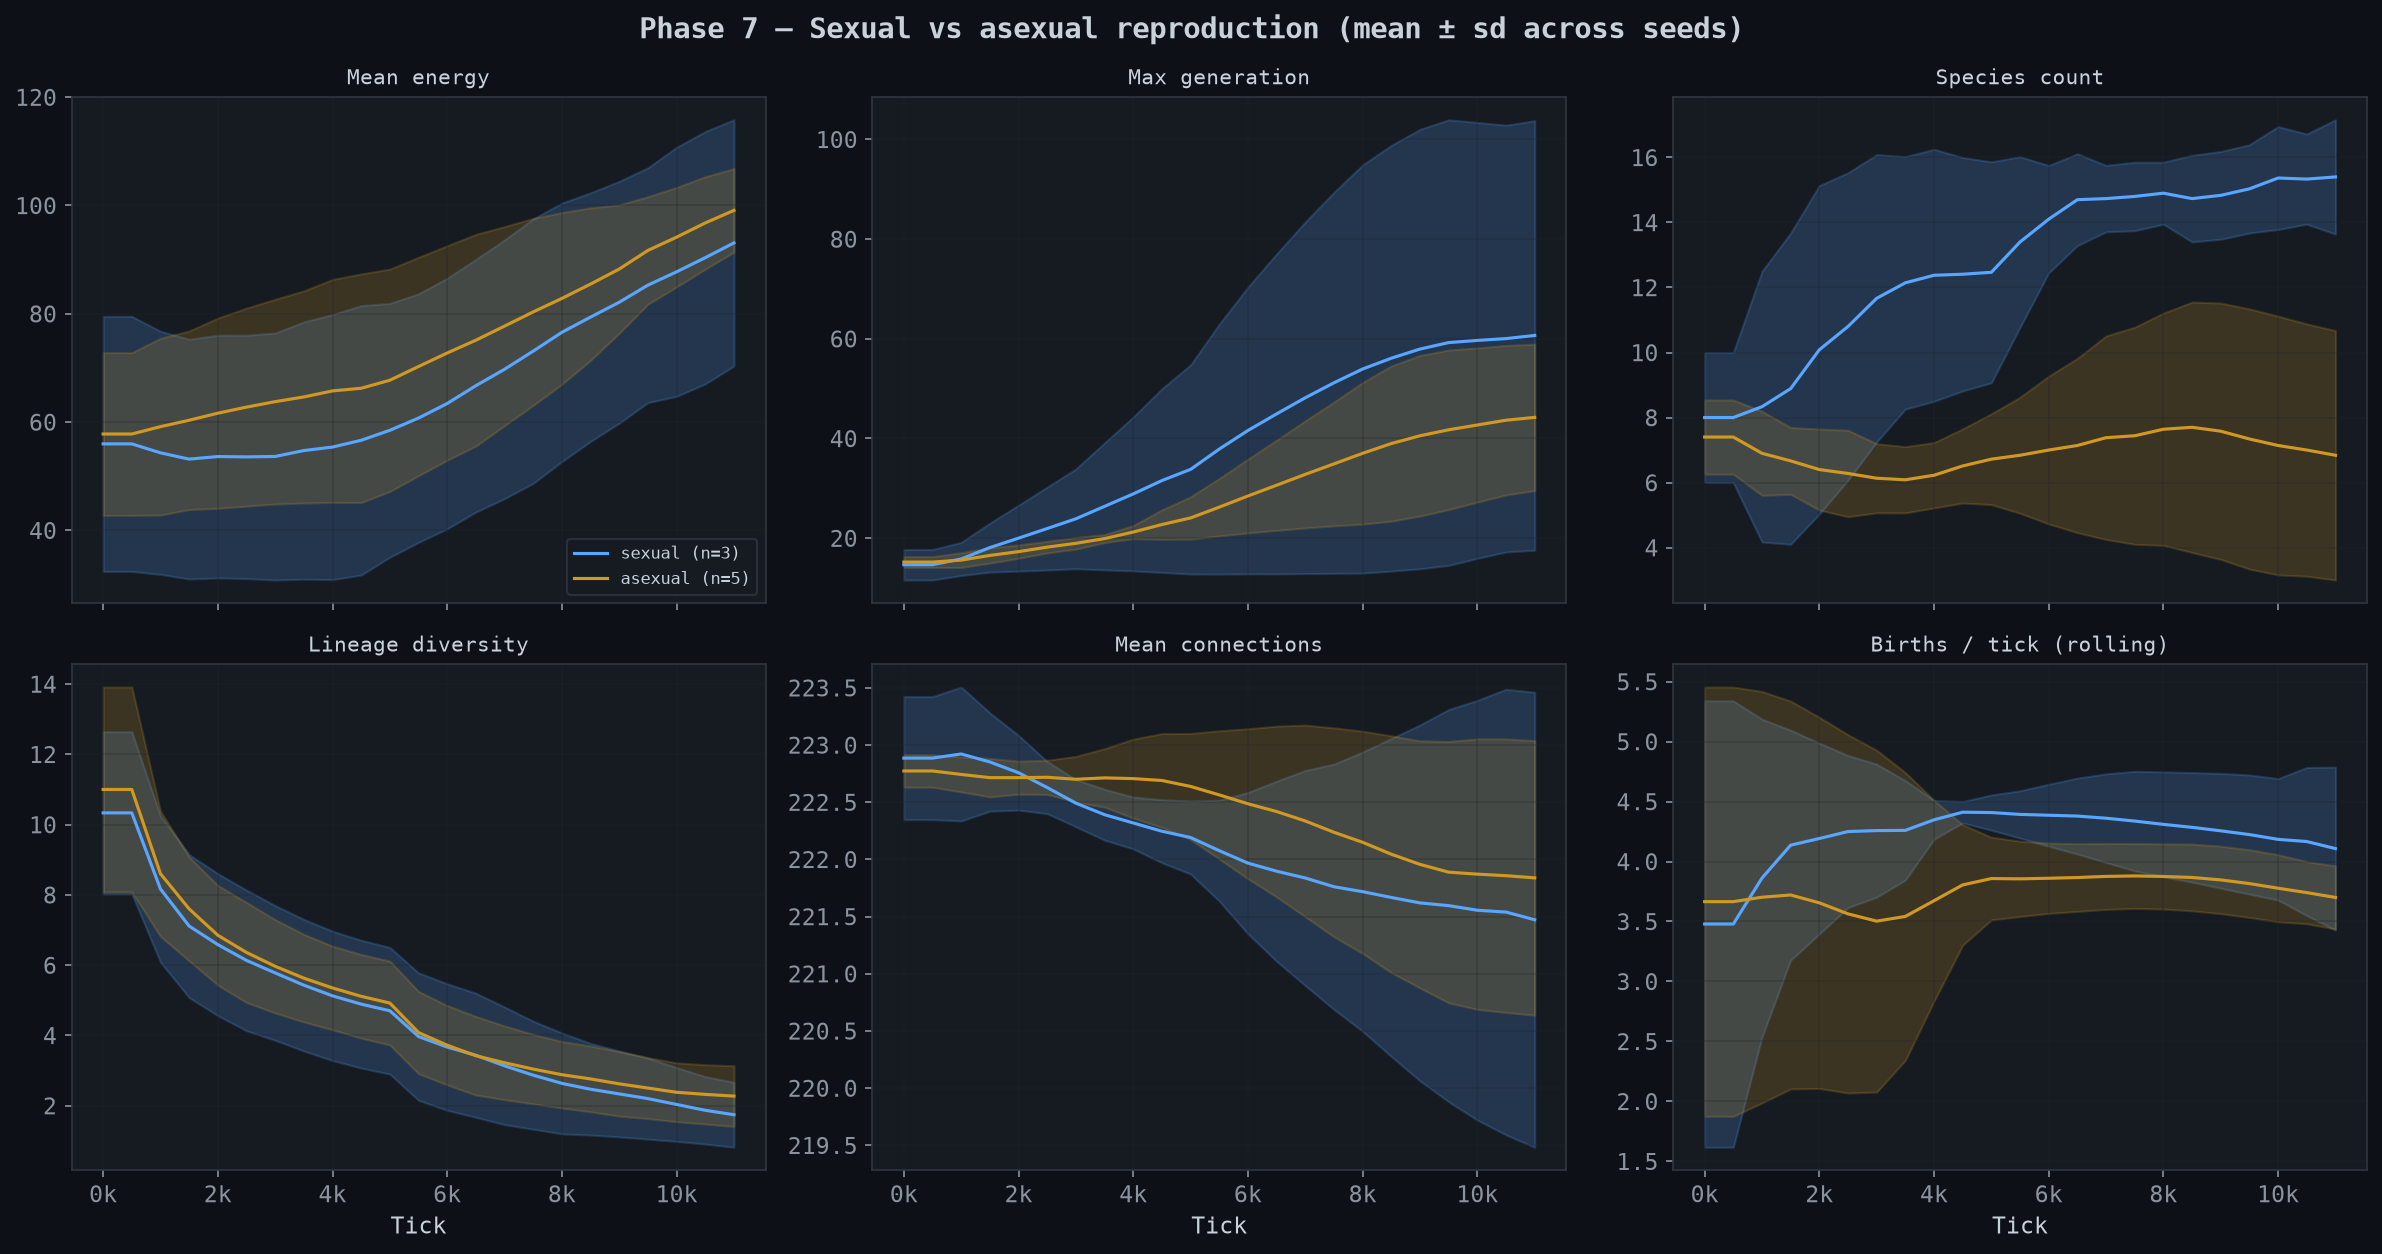 Phase 7 — Sexual vs asexual reproduction (mean ± sd across seeds)
Mean energy
120
100
80
60
40
sexual (n=3)
asexual (n=5)
Max generation
100
80
60
40
20
Species count
16
14
12
10
8
6
4
Lineage diversity
14
12
10
8
6
4
2
0k 2k 4k 6k 8k 10k
Tick
Mean connections
223.5
223.0
222.5
222.0
221.5
221.0
220.5
220.0
219.5
0k 2k 4k 6k 8k 10k
Tick
Births / tick (rolling)
5.5
5.0
4.5
4.0
3.5
3.0
2.5
2.0
1.5
0k 2k 4k 6k 8k 10k
Tick